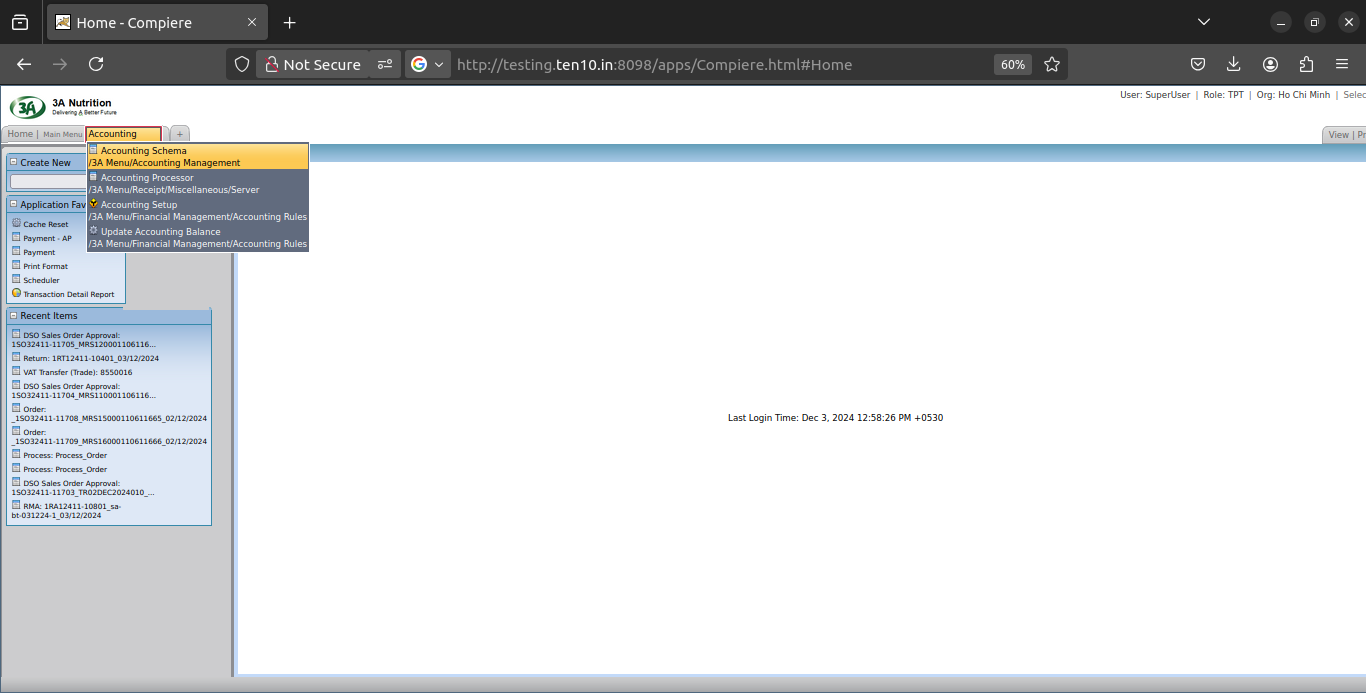 Home - Compiere
Not Secure
http://testing.ten10.in:8098/apps/Compiere.html#Home
60%
3A
3A Nutrition
Delivering A Better Future
User: SuperUser | Role: TPT | Org: Ho Chi Minh | Selec
Home | Main Menu
Accounting
+
View | Pr
Accounting Schema
/3A Menu/Accounting Management
Accounting Processor
/3A Menu/Receipt/Miscellaneous/Server
Accounting Setup
/3A Menu/Financial Management/Accounting Rules
Update Accounting Balance
/3A Menu/Financial Management/Accounting Rules
Create New
Application Fav
Cache Reset
Payment - AP
Payment
Print Format
Scheduler
Transaction Detail Report
Recent Items
DSO Sales Order Approval:
1SO32411-11705_MRS120001106116...
Return: 1RT12411-10401_03/12/2024
VAT Transfer (Trade): 8550016
DSO Sales Order Approval:
1SO32411-11704_MRS110001106116...
Order:
_1SO32411-11708_MRS15000110611665_02/12/2024
Order:
_1SO32411-11709_MRS16000110611666_02/12/2024
Process: Process_Order
Process: Process_Order
DSO Sales Order Approval:
1SO32411-11703_TR02DEC2024010_...
RMA: 1RA12411-10801_sa-
bt-031224-1_03/12/2024
Last Login Time: Dec 3, 2024 12:58:26 PM +0530